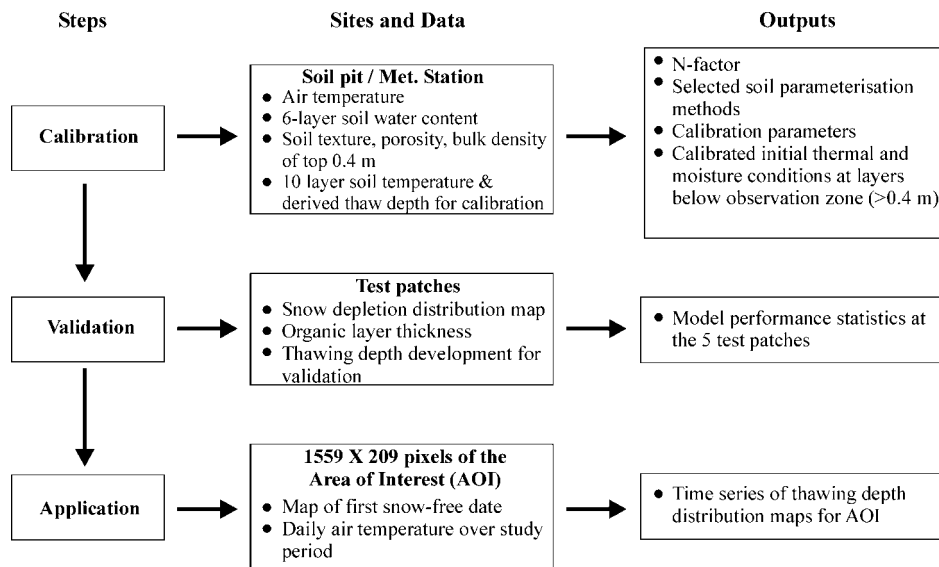 Steps
Sites and Data
Outputs
Calibration
Soil pit / Met. Station
● Air temperature
● 6-layer soil water content
● Soil texture, porosity, bulk density
of top 0.4 m
● 10 layer soil temperature &
derived thaw depth for calibration
● N-factor
● Selected soil parameterisation
methods
● Calibration parameters
● Calibrated initial thermal and
moisture conditions at layers
below observation zone (>0.4 m)
Validation
Test patches
● Snow depletion distribution map
● Organic layer thickness
● Thawing depth development for
validation
● Model performance statistics at
the 5 test patches
Application
1559 X 209 pixels of the
Area of Interest (AOI)
● Map of first snow-free date
● Daily air temperature over study
period
● Time series of thawing depth
distribution maps for AOI